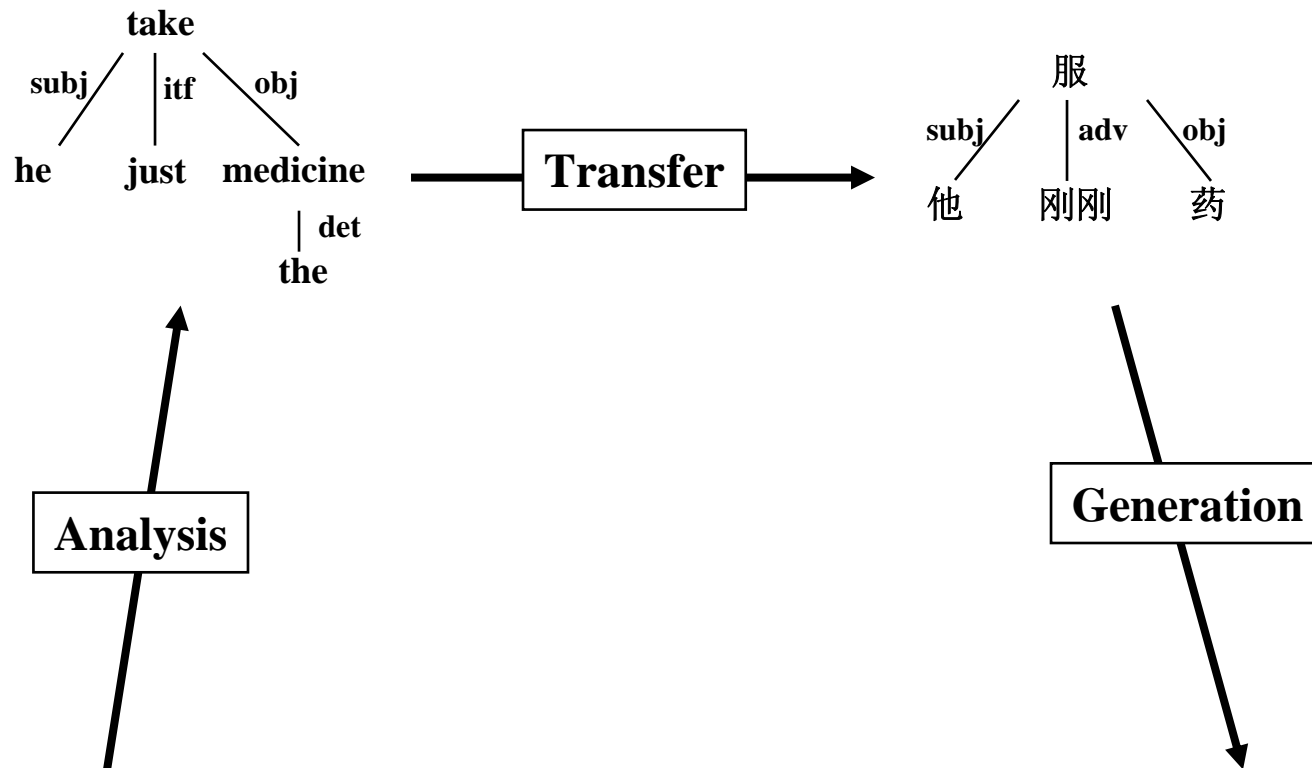 take
subj itf obj
he just medicine
det
the
Transfer
服
subj adv obj
他 刚刚 药
Analysis
Generation